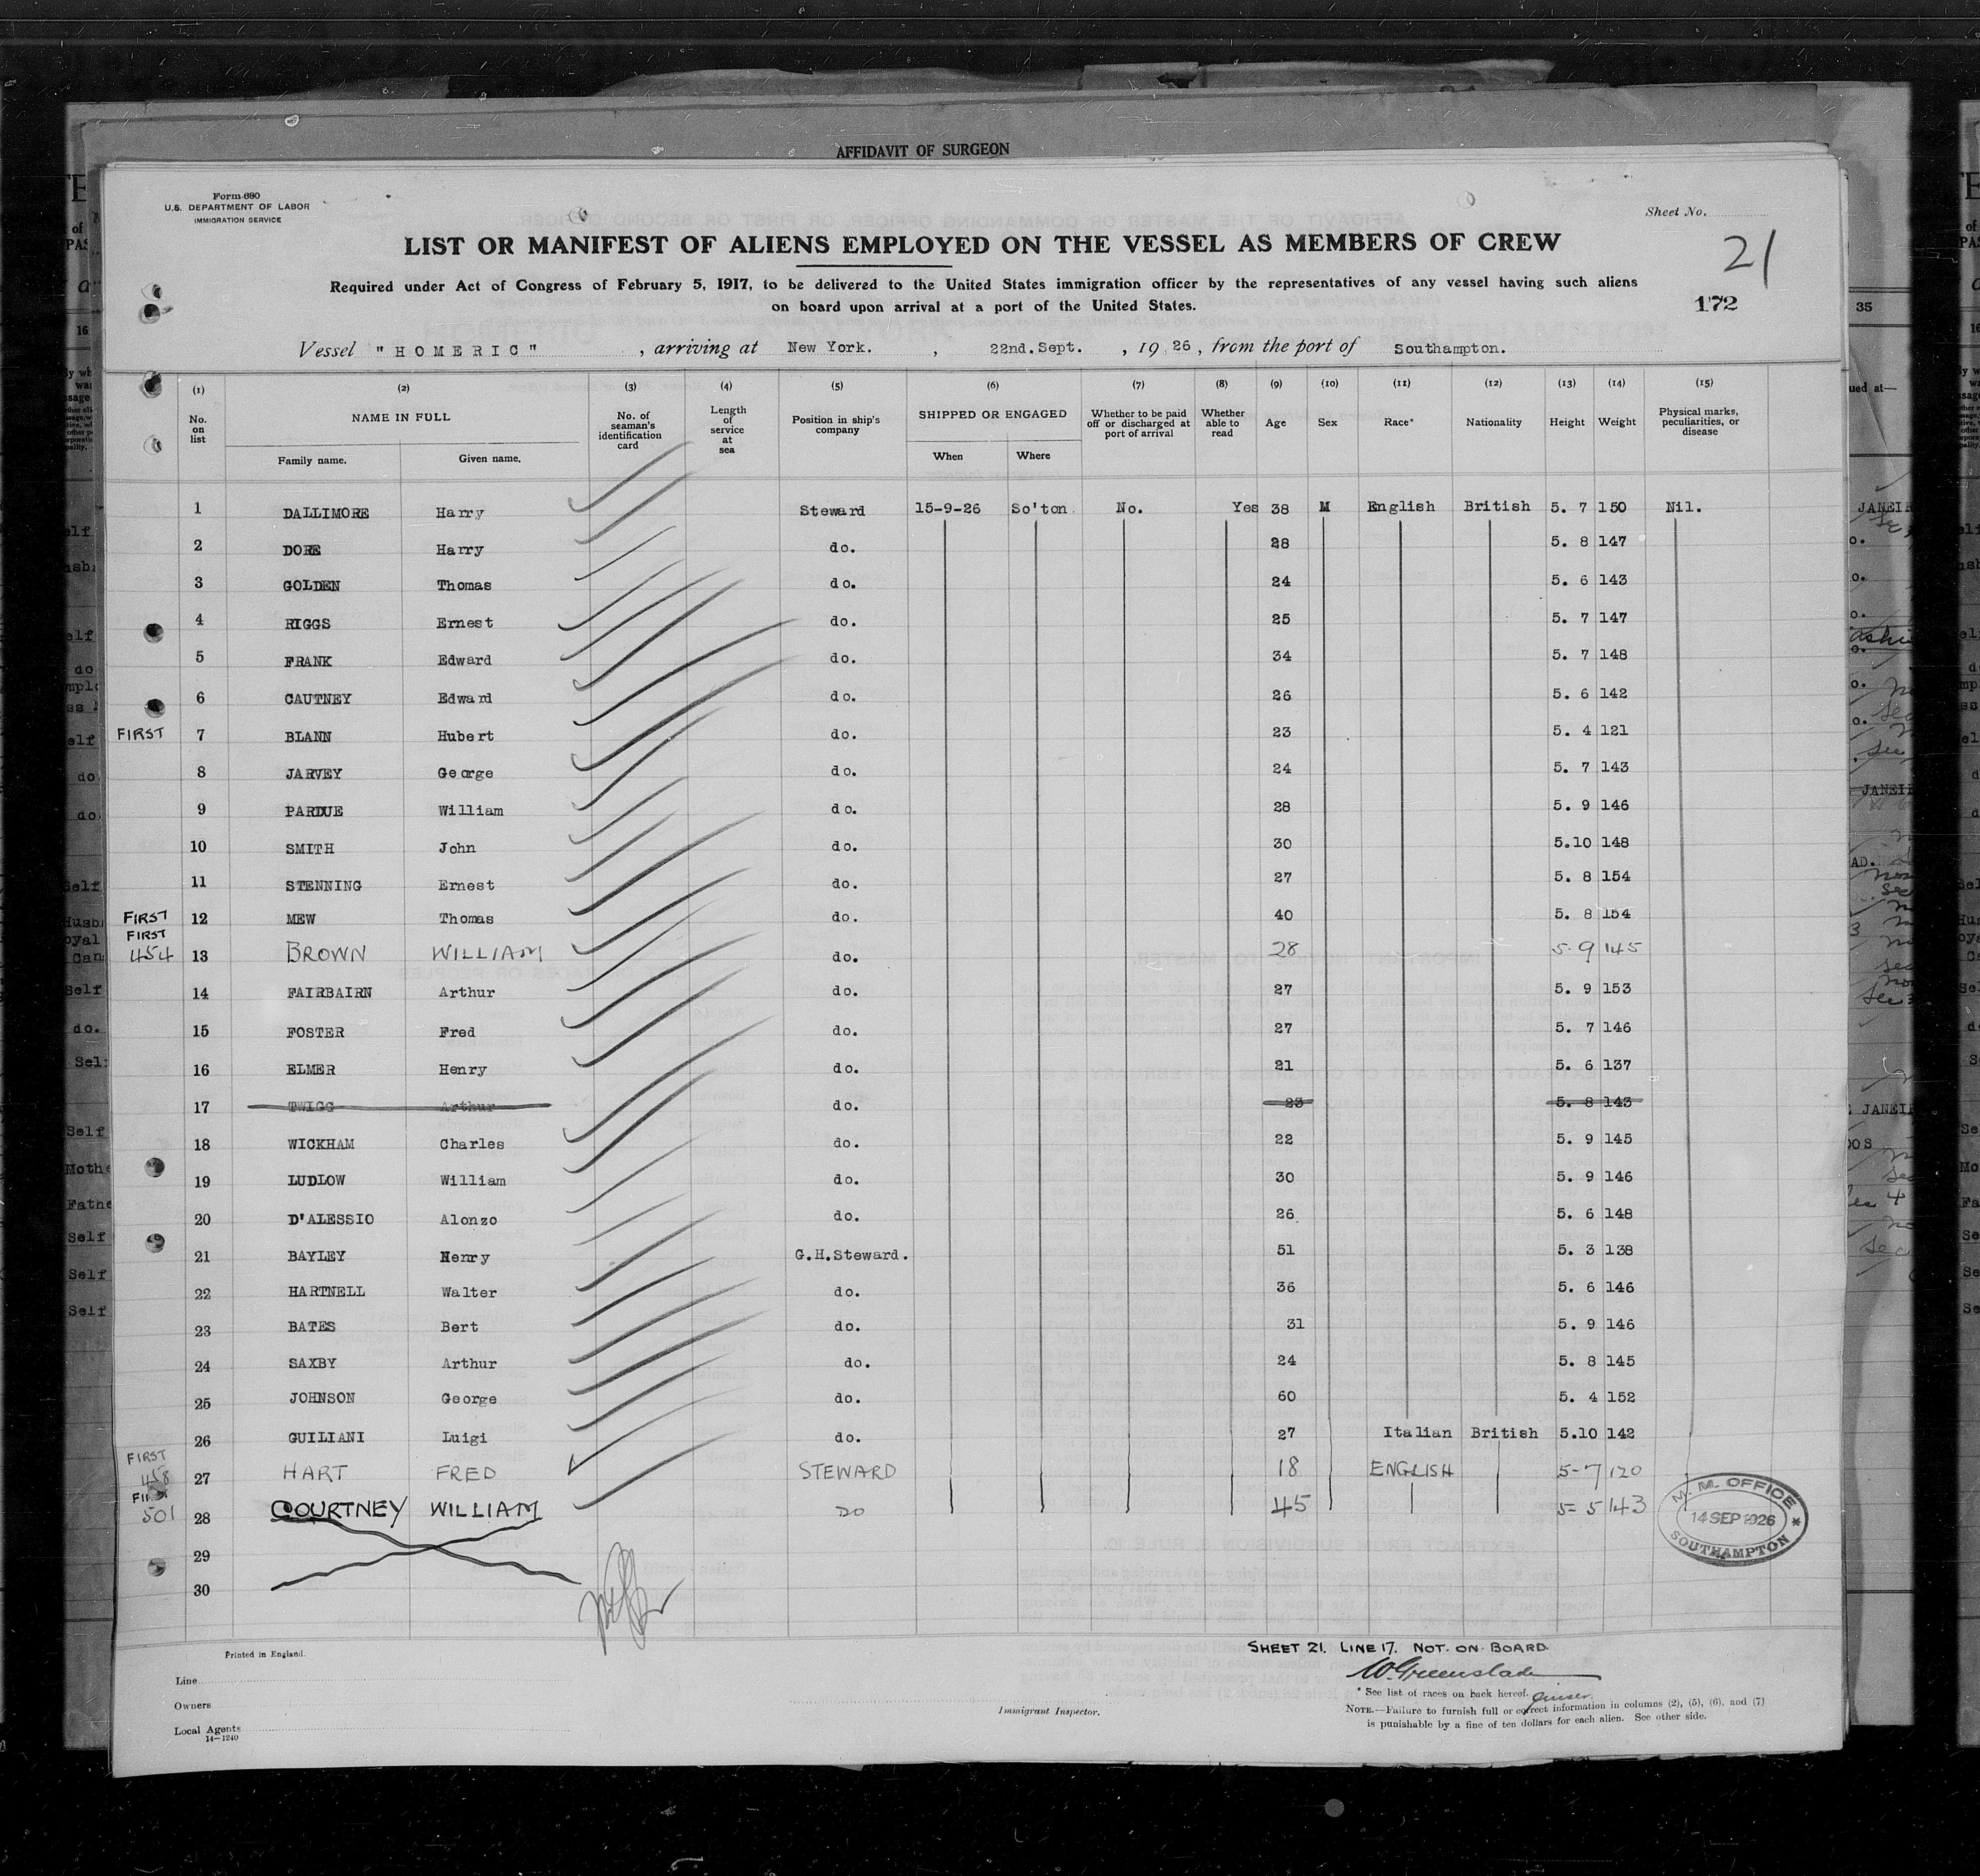 AFFIDAVIT OF SURGEON
Form 680
U.S. DEPARTMENT OF LABOR
IMMIGRATION SERVICE
Sheet No.
21
172
LIST OR MANIFEST OF ALIENS EMPLOYED ON THE VESSEL AS MEMBERS OF CREW
Required under Act of Congress of February 5, 1917, to be delivered to the United States immigration officer by the representatives of any vessel having such aliens
on board upon arrival at a port of the United States.
Vessel "HOMERIC" , arriving at New York. , 22nd.Sept. , 19 26, from the port of Southampton.
(1) (2) (3) (4) (5) (6) (7) (8) (9) (10) (11) (12) (13) (14) (15)
No. on list NAME IN FULL Family name. Given name. No. of seaman's identification card Length of service at sea Position in ship's company SHIPPED OR ENGAGED When Where Whether to be paid off or discharged at port of arrival Whether able to read Age Sex Race* Nationality Height Weight Physical marks, peculiarities, or disease
1 DALLIMORE Harry Steward 15-9-26 So'ton No. Yes 38 M English British 5. 7 150 Nil.
2 DORE Harry do. 28 5. 8 147
3 GOLDEN Thomas do. 24 5. 6 143
4 RIGGS Ernest do. 25 5. 7 147
5 FRANK Edward do. 34 5. 7 148
6 CAUTNEY Edward do. 26 5. 6 142
FIRST 7 BLANN Hubert do. 23 5. 4 121
8 JARVEY George do. 24 5. 7 143
9 PARDUE William do. 28 5. 9 146
10 SMITH John do. 30 5.10 148
11 STENNING Ernest do. 27 5. 8 154
FIRST 12 MEW Thomas do. 40 5. 8 154
FIRST
454 13 BROWN WILLIAM do. 28 5-9 145
14 FAIRBAIRN Arthur do. 27 5. 9 153
15 FOSTER Fred do. 27 5. 7 146
16 ELMER Henry do. 21 5. 6 137
17 TWIGG Arthur do. 23 5. 8 143
18 WICKHAM Charles do. 22 5. 9 145
19 LUDLOW William do. 30 5. 9 146
20 D'ALESSIO Alonzo do. 26 5. 6 148
21 BAYLEY Henry G.H.Steward. 51 5. 3 138
22 HARTNELL Walter do. 36 5. 6 146
23 BATES Bert do. 31 5. 9 146
24 SAXBY Arthur do. 24 5. 8 145
25 JOHNSON George do. 60 5. 4 152
26 GUILIANI Luigi do. 27 Italian British 5.10 142
FIRST
458 27 HART FRED STEWARD 18 ENGLISH 5-7 120
FIRST
501 28 COURTNEY WILLIAM DO 45 5-5 143
29
30
M. M. OFFICE
14 SEP 1926
SOUTHAMPTON
SHEET 21. LINE 17. NOT. ON BOARD.
W. Greenslade
Purser.
Printed in England.
Line
Owners
Local Agents
14—1240
Immigrant Inspector.
* See list of races on back hereof.
NOTE.—Failure to furnish full or correct information in columns (2), (5), (6), and (7)
is punishable by a fine of ten dollars for each alien. See other side.